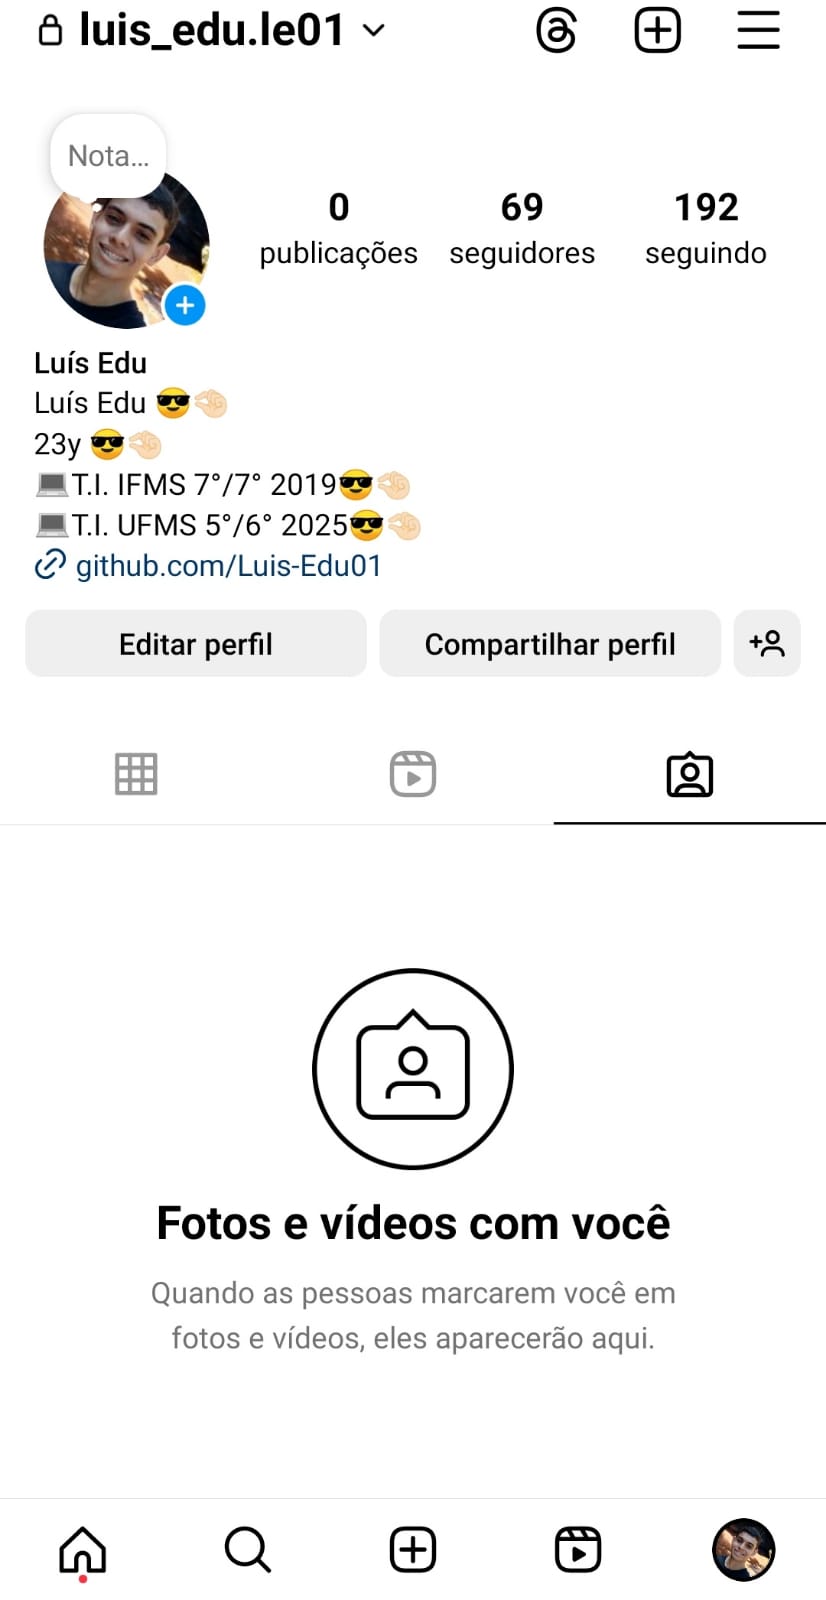 luis_edu.le01
Nota...
0
publicações
69
seguidores
192
seguindo
Luís Edu
Luís Edu 😎🤏🏻
23y 😎🤏🏻
💻T.I. IFMS 7°/7° 2019😎🤏🏻
💻T.I. UFMS 5°/6° 2025😎🤏🏻
github.com/Luis-Edu01
Editar perfil
Compartilhar perfil
Fotos e vídeos com você
Quando as pessoas marcarem você em
fotos e vídeos, eles aparecerão aqui.